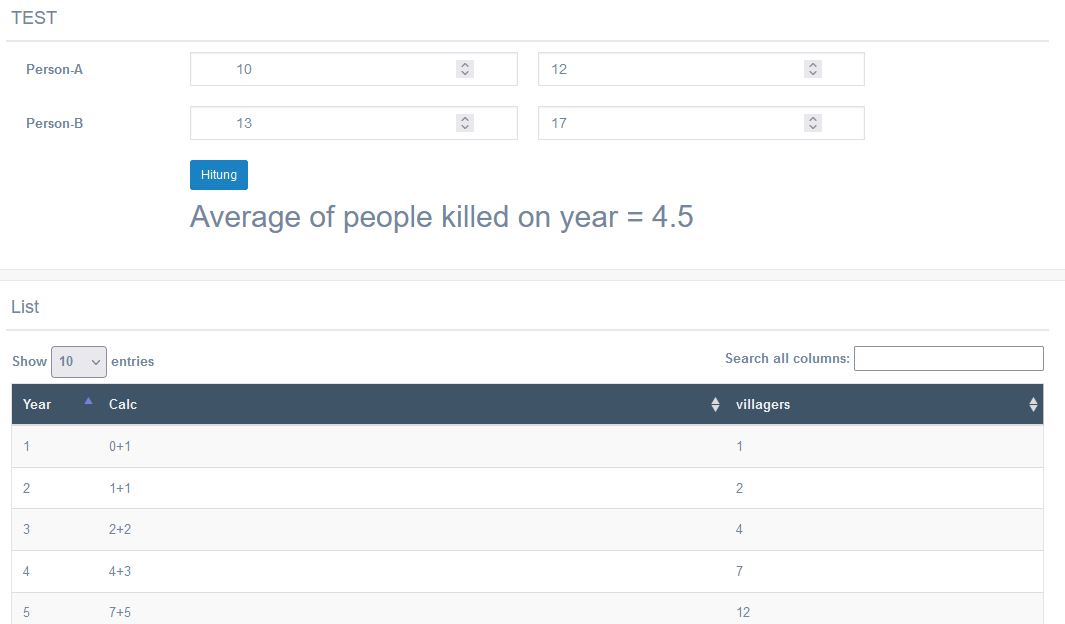 TEST
Person-A 10 12
Person-B 13 17
Hitung
Average of people killed on year = 4.5
List
Show 10 entries Search all columns:
Year Calc villagers
1 0+1 1
2 1+1 2
3 2+2 4
4 4+3 7
5 7+5 12